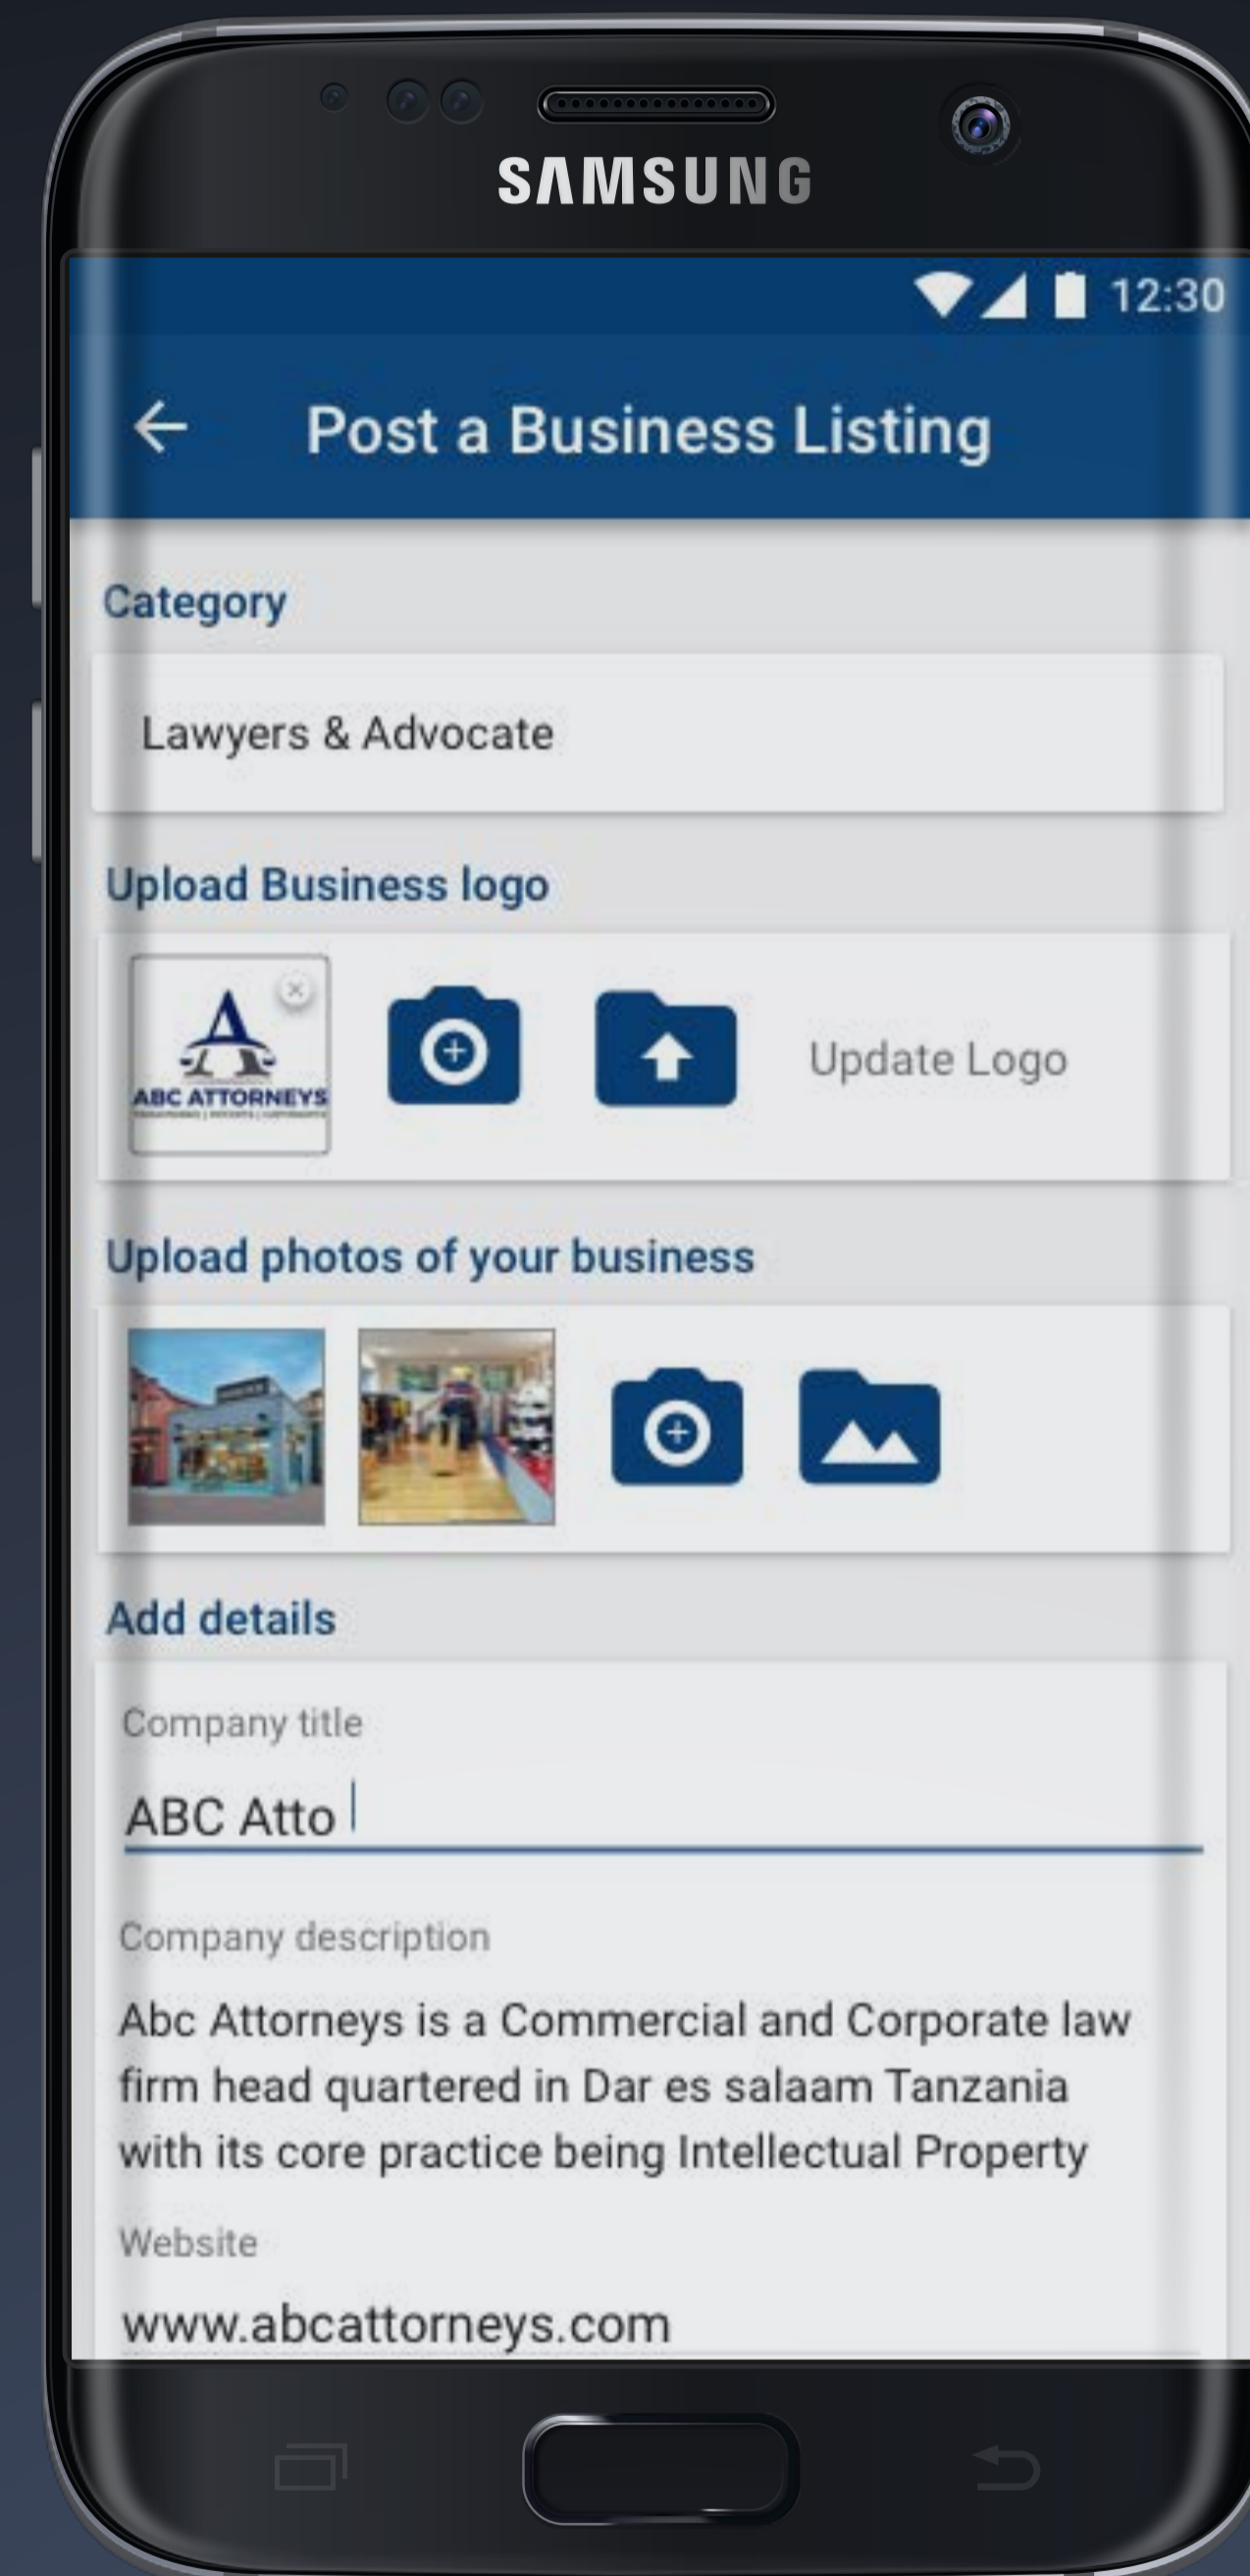 SAMSUNG
12:30
Post a Business Listing
Category
Lawyers & Advocate
Upload Business logo
ABC ATTORNEYS
Update Logo
Upload photos of your business
Add details
Company title
ABC Atto
Company description
Abc Attorneys is a Commercial and Corporate law
firm head quartered in Dar es salaam Tanzania
with its core practice being Intellectual Property
Website
www.abcattorneys.com